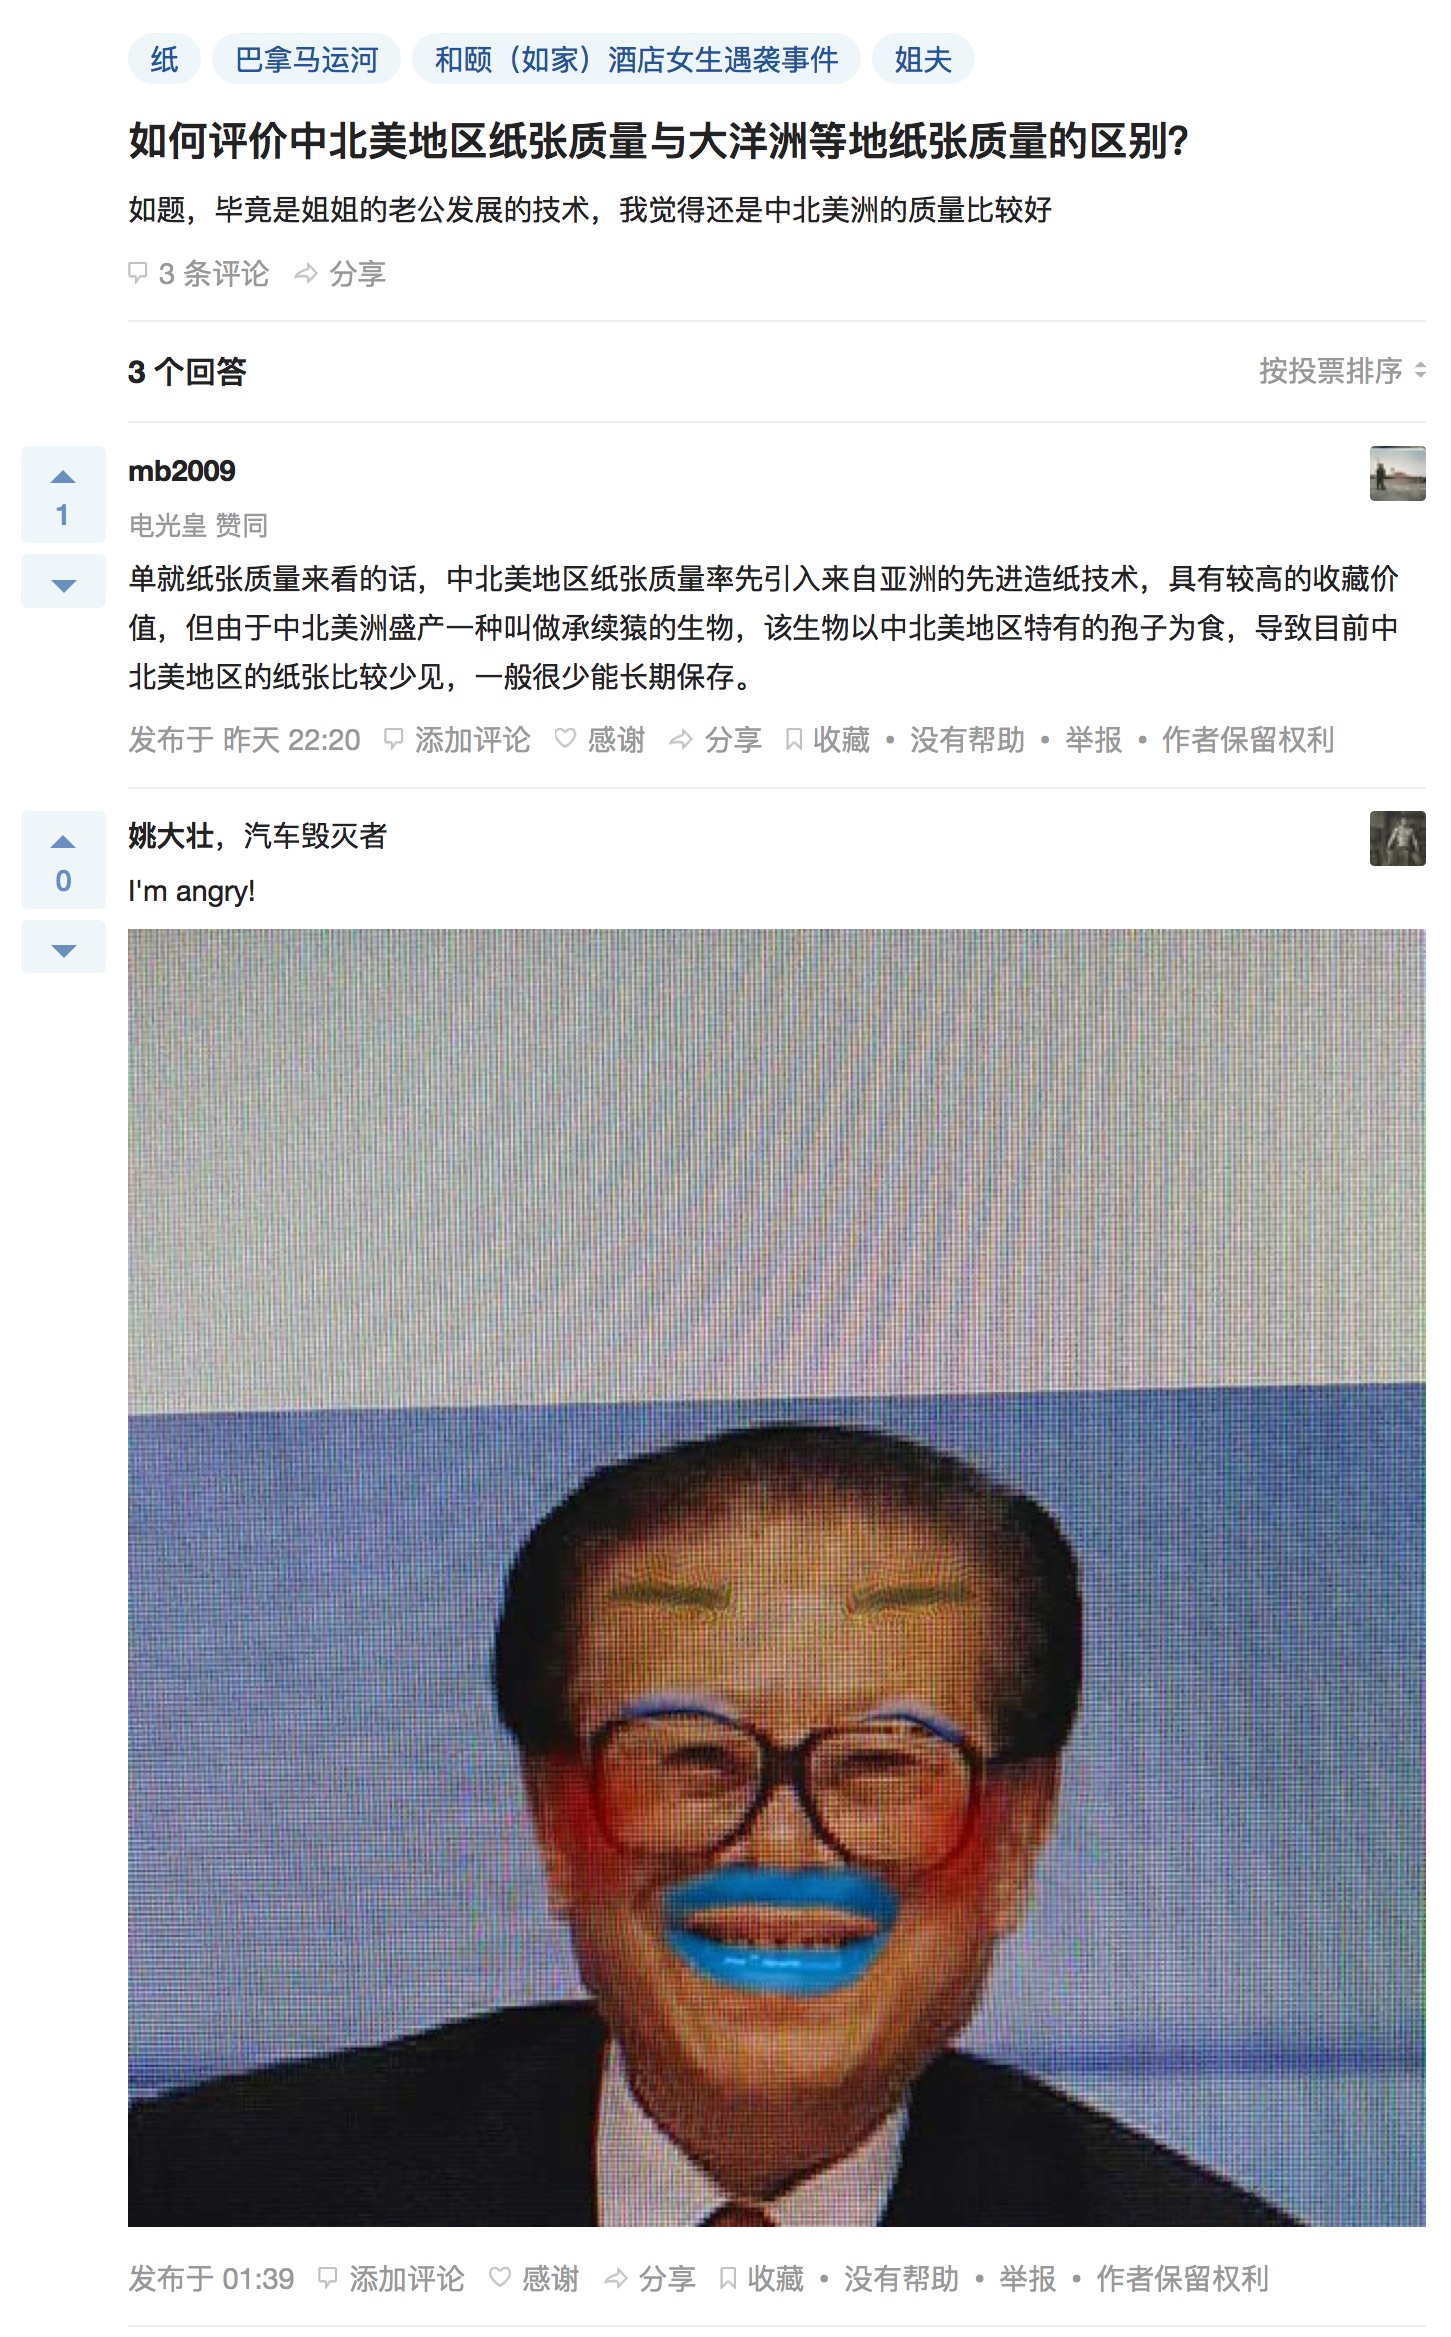 纸 巴拿马运河 和颐（如家）酒店女生遇袭事件 姐夫
如何评价中北美地区纸张质量与大洋洲等地纸张质量的区别?
如题，毕竟是姐姐的老公发展的技术，我觉得还是中北美洲的质量比较好
3 条评论 分享
3 个回答 按投票排序
mb2009
1
电光皇 赞同
单就纸张质量来看的话，中北美地区纸张质量率先引入来自亚洲的先进造纸技术，具有较高的收藏价
值，但由于中北美洲盛产一种叫做承续猿的生物，该生物以中北美地区特有的孢子为食，导致目前中
北美地区的纸张比较少见，一般很少能长期保存。
发布于 昨天 22:20 添加评论 感谢 分享 收藏 • 没有帮助 • 举报 • 作者保留权利
姚大壮，汽车毁灭者
0
I'm angry!
发布于 01:39 添加评论 感谢 分享 收藏 • 没有帮助 • 举报 • 作者保留权利